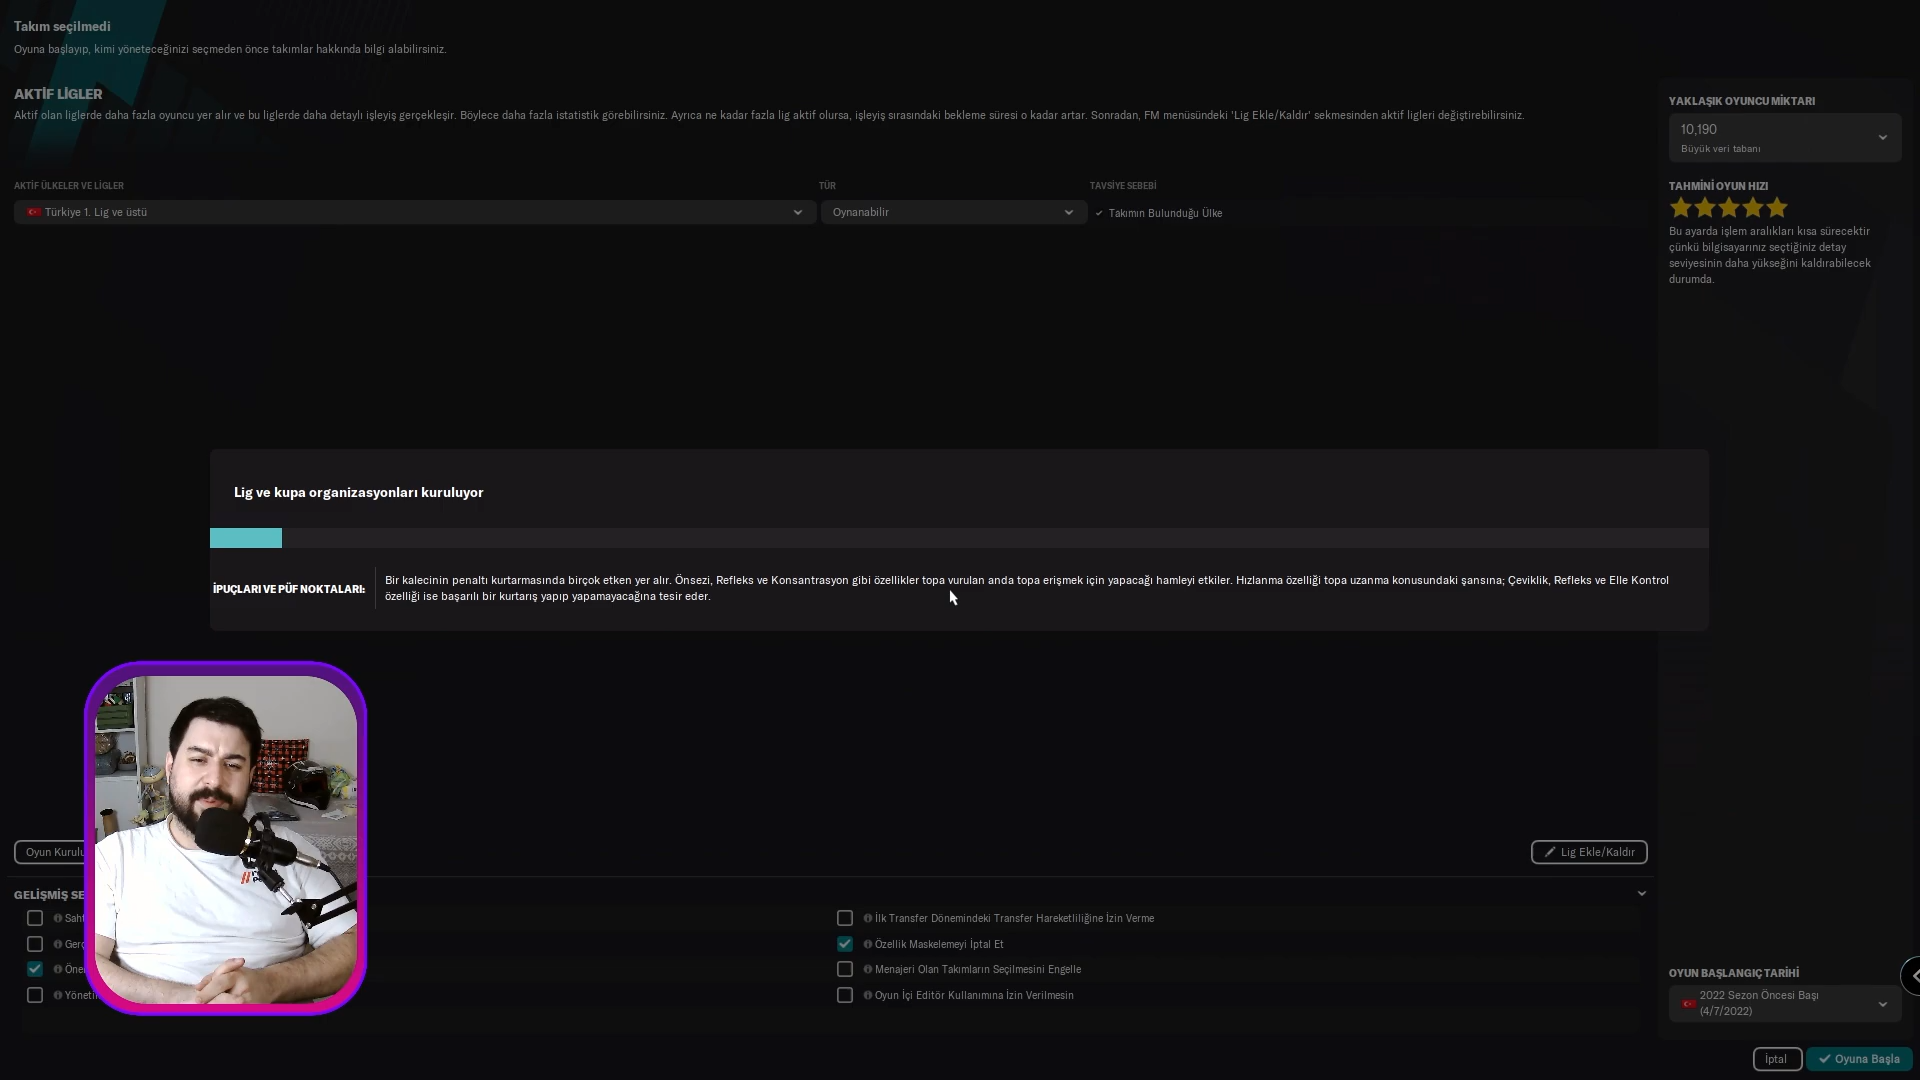 Takım seçilmedi
Oyuna başlayıp, kimi yöneteceğinizi seçmeden önce takımlar hakkında bilgi alabilirsiniz.
AKTİF LİGLER
Aktif olan liglerde daha fazla oyuncu yer alır ve bu liglerde daha detaylı işleyiş gerçekleşir. Böylece daha fazla istatistik görebilirsiniz. Ayrıca ne kadar fazla lig aktif olursa, işleyiş sırasındaki bekleme süresi o kadar artar. Sonradan, FM menüsündeki 'Lig Ekle/Kaldır' sekmesinden aktif ligleri değiştirebilirsiniz.
AKTİF ÜLKELER VE LİGLER
TÜR
TAVSİYE SEBEBİ
Türkiye 1. Lig ve üstü
Oynanabilir
Takımın Bulunduğu Ülke
YAKLAŞIK OYUNCU MİKTARI
10,190
Büyük veri tabanı
TAHMİNİ OYUN HIZI
Bu ayarda işlem aralıkları kısa sürecektir
çünkü bilgisayarınız seçtiğiniz detay
seviyesinin daha yükseğini kaldırabilecek
durumda.
Lig ve kupa organizasyonları kuruluyor
İPUÇLARI VE PÜF NOKTALARI:
Bir kalecinin penaltı kurtarmasında birçok etken yer alır. Önsezi, Refleks ve Konsantrasyon gibi özellikler topa vurulan anda topa erişmek için yapacağı hamleyi etkiler. Hızlanma özelliği topa uzanma konusundaki şansına; Çeviklik, Refleks ve Elle Kontrol
özelliği ise başarılı bir kurtarış yapıp yapamayacağına tesir eder.
Oyun Kurulu
Lig Ekle/Kaldır
GELİŞMİŞ SE
Saht
İlk Transfer Dönemindeki Transfer Hareketliliğine İzin Verme
Gerç
Özellik Maskelemeyi İptal Et
Öne
Menajeri Olan Takımların Seçilmesini Engelle
Yöneti
Oyun İçi Editör Kullanımına İzin Verilmesin
OYUN BAŞLANGIÇ TARİHİ
2022 Sezon Öncesi Başı
(4/7/2022)
İptal
Oyuna Başla